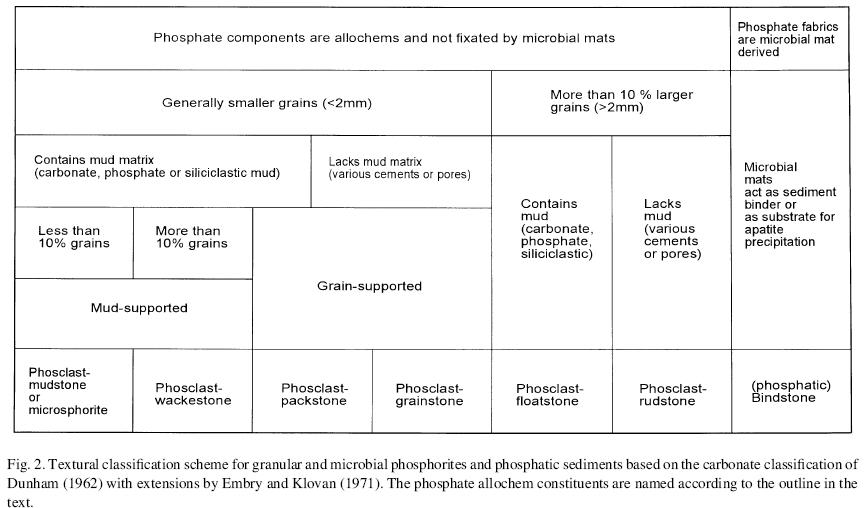 Phosphate components are allochems and not fixated by microbial mats
Phosphate fabrics
are microbial mat
derived
Generally smaller grains (<2mm)
More than 10 % larger
grains (>2mm)
Contains mud matrix
(carbonate, phosphate or siliciclastic mud)
Lacks mud matrix
(various cements or pores)
Contains
mud
(carbonate,
phosphate,
siliciclastic)
Lacks
mud
(various
cements
or pores)
Microbial
mats
act as sediment
binder or
as substrate for
apatite
precipitation
Less than
10% grains
More than
10% grains
Grain-supported
Mud-supported
Phosclast-
mudstone
or
microsphorite
Phosclast-
wackestone
Phosclast-
packstone
Phosclast-
grainstone
Phosclast-
floatstone
Phosclast-
rudstone
(phosphatic)
Bindstone
Fig. 2. Textural classification scheme for granular and microbial phosphorites and phosphatic sediments based on the carbonate classification of
Dunham (1962) with extensions by Embry and Klovan (1971). The phosphate allochem constituents are named according to the outline in the
text.